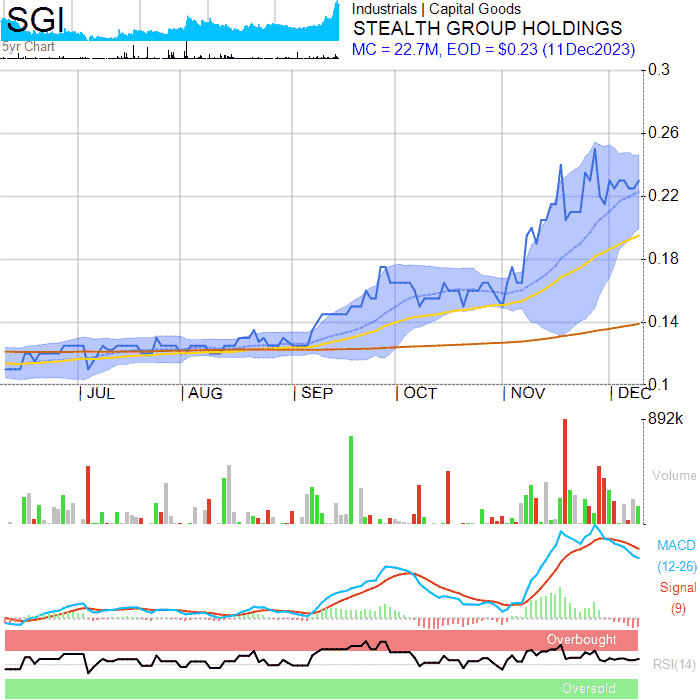 SGI
5yr Chart
Industrials | Capital Goods
STEALTH GROUP HOLDINGS
MC = 22.7M, EOD = $0.23 (11Dec2023)
0.3
0.26
0.22
0.18
0.14
0.1
| JUL | AUG | SEP | OCT | NOV | DEC
892k
Volume
MACD
(12-26)
Signal
(9)
Overbought
RSI(14)
Oversold